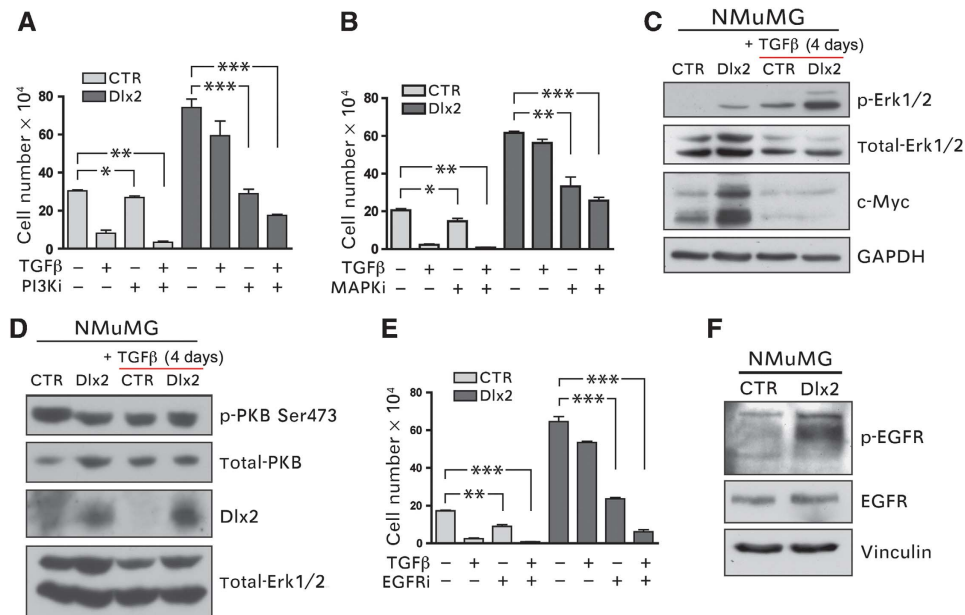 A
CTR
Dlx2
Cell number × 10⁴
80
60
40
20
0
***
***
**
*
TGFβ – + – + – + – +
PI3Ki – – + + – – + +
B
CTR
Dlx2
Cell number × 10⁴
80
60
40
20
0
***
**
**
*
TGFβ – + – + – + – +
MAPKi – – + + – – + +
C
NMuMG
+ TGFβ (4 days)
CTR Dlx2 CTR Dlx2
p-Erk1/2
Total-Erk1/2
c-Myc
GAPDH
D
NMuMG
+ TGFβ (4 days)
CTR Dlx2 CTR Dlx2
p-PKB Ser473
Total-PKB
Dlx2
Total-Erk1/2
E
CTR
Dlx2
Cell number × 10⁴
80
60
40
20
0
***
***
***
**
TGFβ – + – + – + – +
EGFRi – – + + – – + +
F
NMuMG
CTR Dlx2
p-EGFR
EGFR
Vinculin